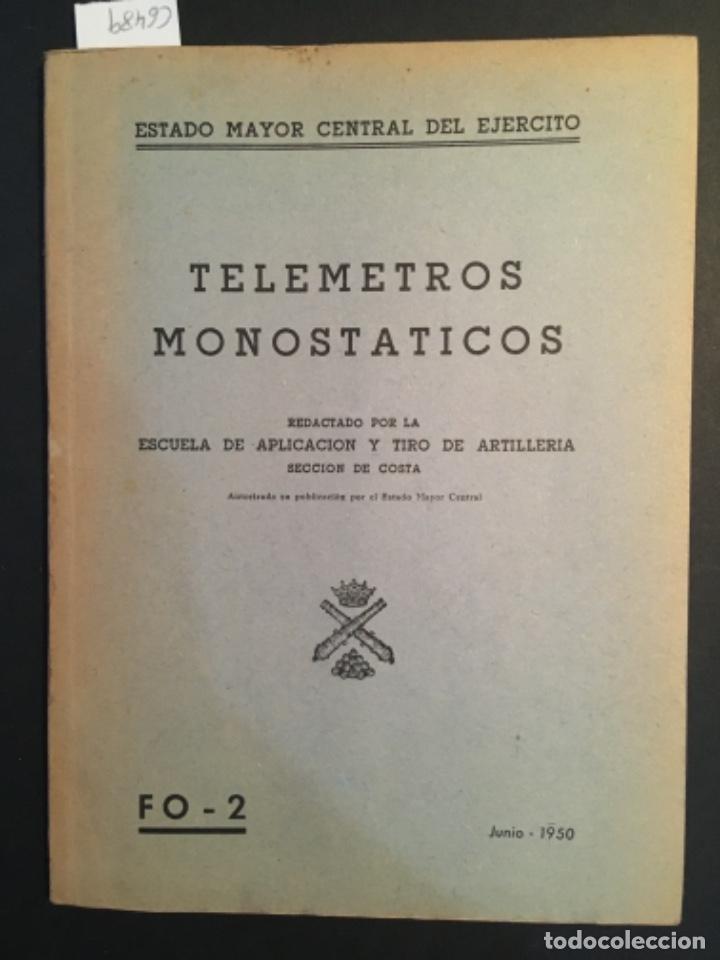 C6489
ESTADO MAYOR CENTRAL DEL EJERCITO
TELEMETROS
MONOSTATICOS
REDACTADO POR LA
ESCUELA DE APLICACION Y TIRO DE ARTILLERIA
SECCION DE COSTA
Autorizada su publicación por el Estado Mayor Central
FO - 2
Junio - 1950
todocoleccion